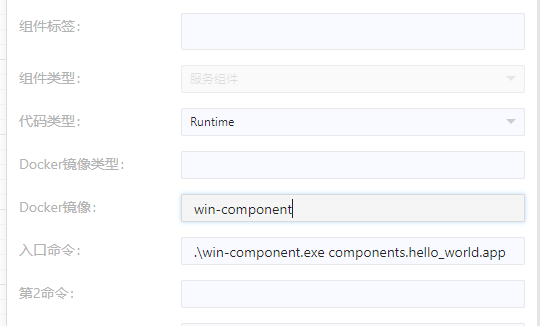 组件标签：
组件类型： 服务组件
代码类型： Runtime
Docker镜像类型：
Docker镜像： win-component
入口命令： .\win-component.exe components.hello_world.app
第2命令：